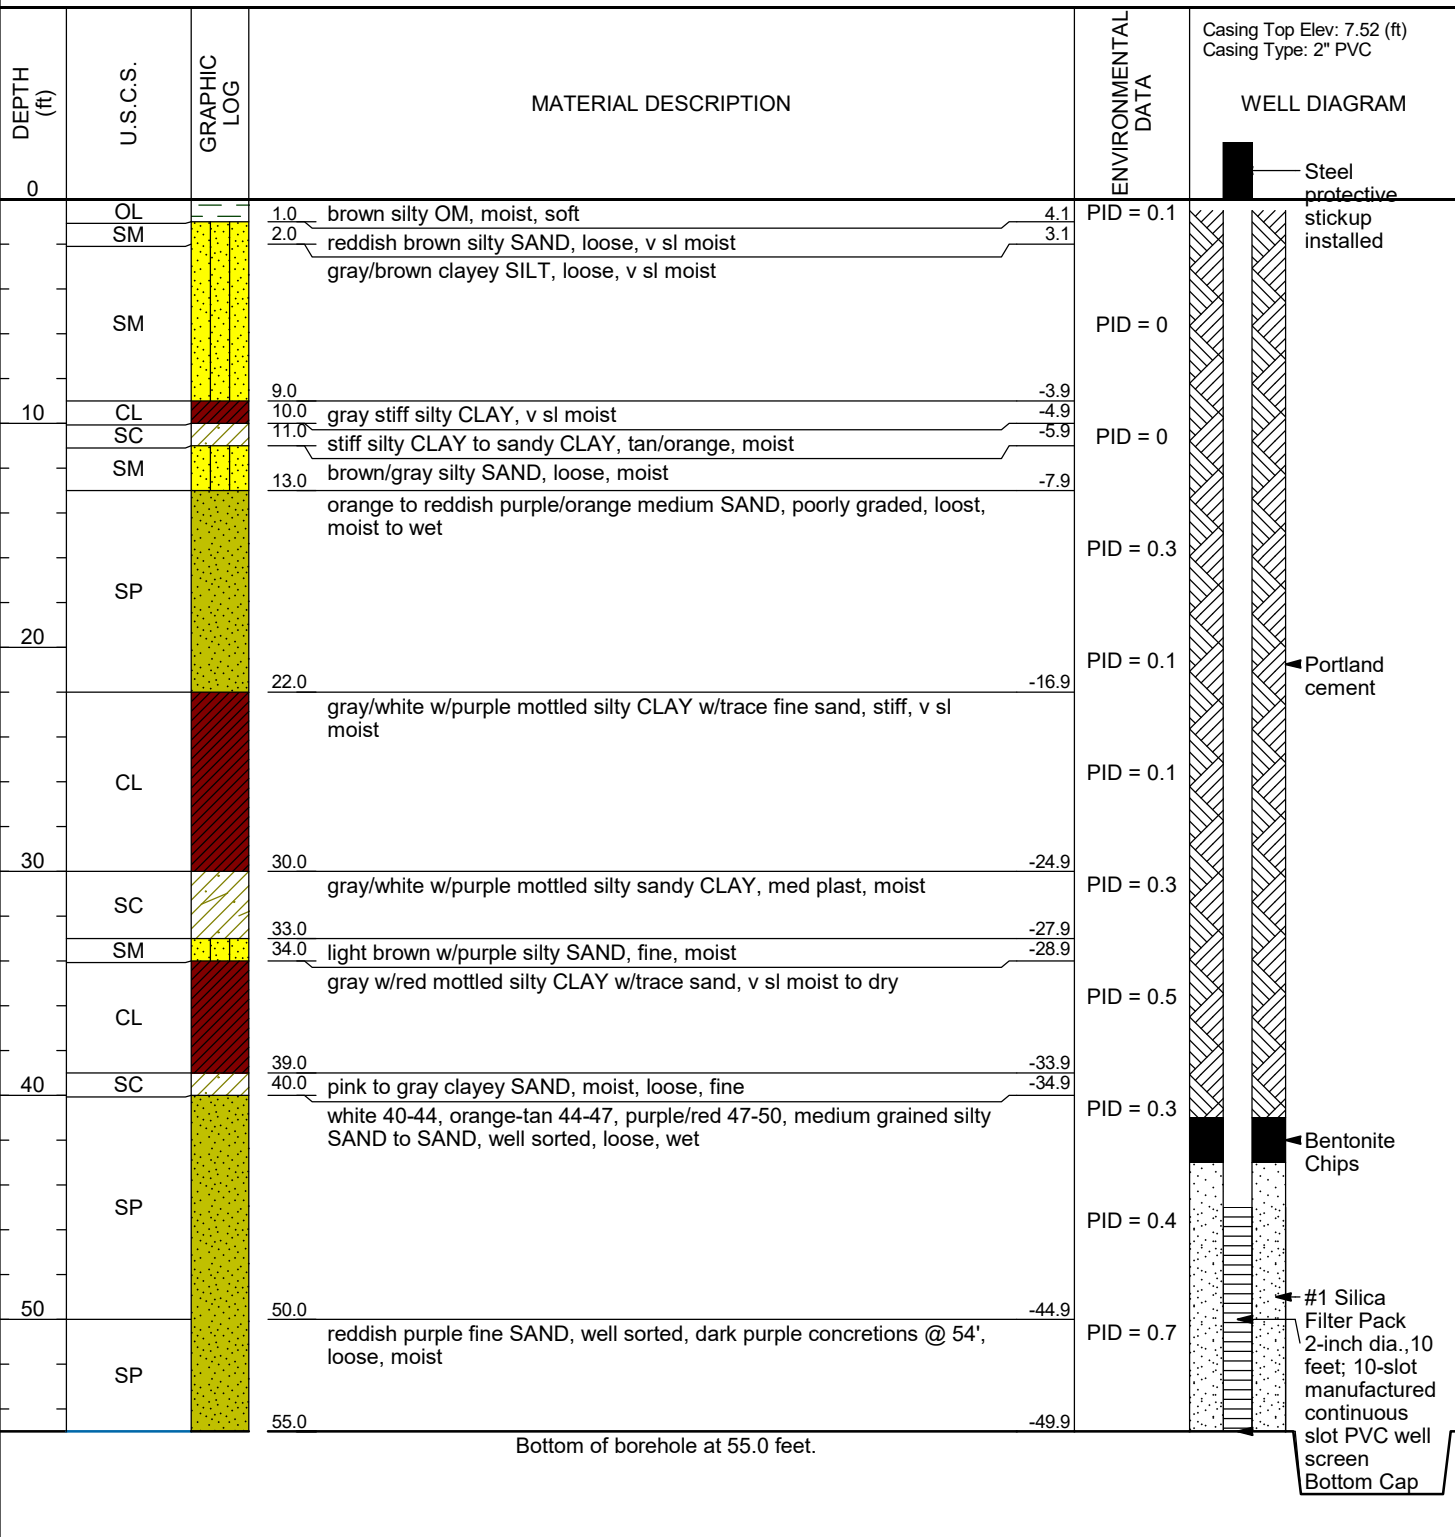 DEPTH
(ft)
U.S.C.S.
GRAPHIC
LOG
MATERIAL DESCRIPTION
ENVIRONMENTAL
DATA
Casing Top Elev: 7.52 (ft)
Casing Type: 2" PVC
WELL DIAGRAM
0
Steel
protective
stickup
installed
OL
1.0 brown silty OM, moist, soft 4.1
PID = 0.1
SM
2.0 reddish brown silty SAND, loose, v sl moist 3.1
gray/brown clayey SILT, loose, v sl moist
SM
PID = 0
9.0 -3.9
10
CL
10.0 gray stiff silty CLAY, v sl moist -4.9
SC
11.0 stiff silty CLAY to sandy CLAY, tan/orange, moist -5.9
PID = 0
SM
brown/gray silty SAND, loose, moist
13.0 -7.9
orange to reddish purple/orange medium SAND, poorly graded, loost,
moist to wet
PID = 0.3
SP
20
PID = 0.1
Portland
cement
22.0 -16.9
gray/white w/purple mottled silty CLAY w/trace fine sand, stiff, v sl
moist
PID = 0.1
CL
30
30.0 -24.9
gray/white w/purple mottled silty sandy CLAY, med plast, moist
PID = 0.3
SC
33.0 -27.9
SM
34.0 light brown w/purple silty SAND, fine, moist -28.9
gray w/red mottled silty CLAY w/trace sand, v sl moist to dry
PID = 0.5
CL
39.0 -33.9
40
SC
40.0 pink to gray clayey SAND, moist, loose, fine -34.9
PID = 0.3
white 40-44, orange-tan 44-47, purple/red 47-50, medium grained silty
SAND to SAND, well sorted, loose, wet
Bentonite
Chips
SP
PID = 0.4
50
50.0 -44.9
#1 Silica
Filter Pack
reddish purple fine SAND, well sorted, dark purple concretions @ 54',
loose, moist
PID = 0.7
2-inch dia.,10
feet; 10-slot
manufactured
continuous
slot PVC well
screen
SP
55.0 -49.9
Bottom of borehole at 55.0 feet.
Bottom Cap